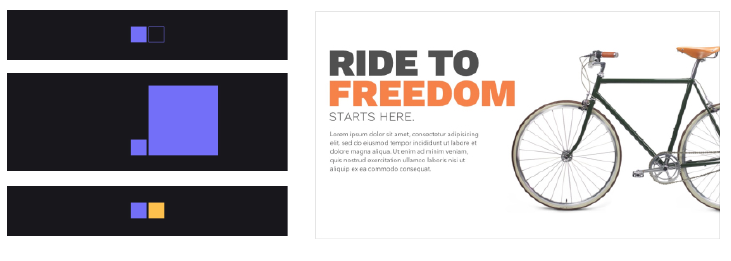 RIDE TO
FREEDOM
STARTS HERE.
Lorem ipsum dolor sit amet, consectetur adipisicing
elit, sed do eiusmod tempor incididunt ut labore et
dolore magna aliqua. Ut enim ad minim veniam,
quis nostrud exercitation ullamco laboris nisi ut
aliquip ex ea commodo consequat.